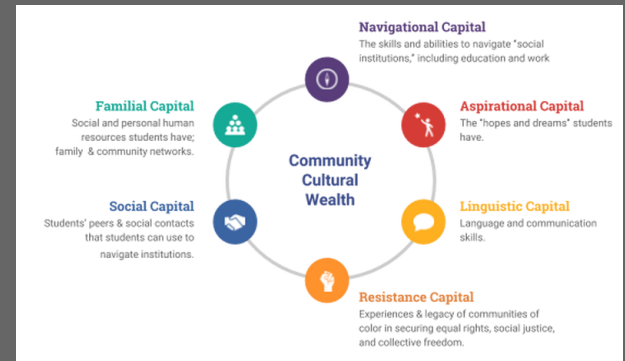 Navigational Capital
The skills and abilities to navigate "social
institutions," including education and work
Familial Capital
Social and personal human
resources students have;
family & community networks.
Aspirational Capital
The "hopes and dreams" students
have.
Community
Cultural
Wealth
Social Capital
Students' peers & social contacts
that students can use to
navigate institutions.
Linguistic Capital
Language and communication
skills.
Resistance Capital
Experiences & legacy of communities of
color in securing equal rights, social justice,
and collective freedom.